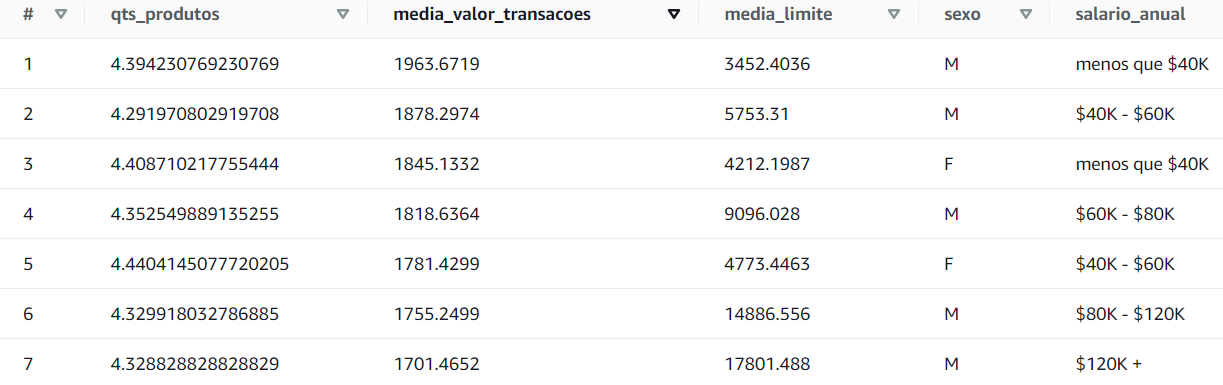 # qts_produtos media_valor_transacoes media_limite sexo salario_anual
1 4.394230769230769 1963.6719 3452.4036 M menos que $40K
2 4.291970802919708 1878.2974 5753.31 M $40K - $60K
3 4.408710217755444 1845.1332 4212.1987 F menos que $40K
4 4.352549889135255 1818.6364 9096.028 M $60K - $80K
5 4.4404145077720205 1781.4299 4773.4463 F $40K - $60K
6 4.329918032786885 1755.2499 14886.556 M $80K - $120K
7 4.328828828828829 1701.4652 17801.488 M $120K +